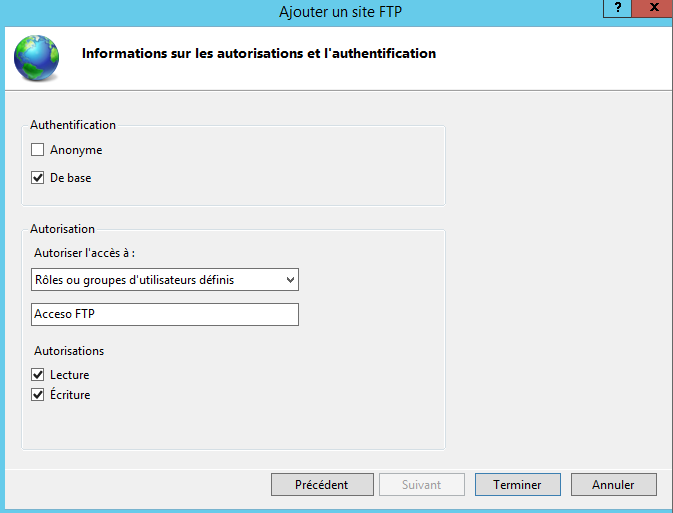 Ajouter un site FTP
? X
Informations sur les autorisations et l'authentification
Authentification
Anonyme
De base
Autorisation
Autoriser l'accès à :
Rôles ou groupes d'utilisateurs définis
Acceso FTP
Autorisations
Lecture
Écriture
Précédent Suivant Terminer Annuler